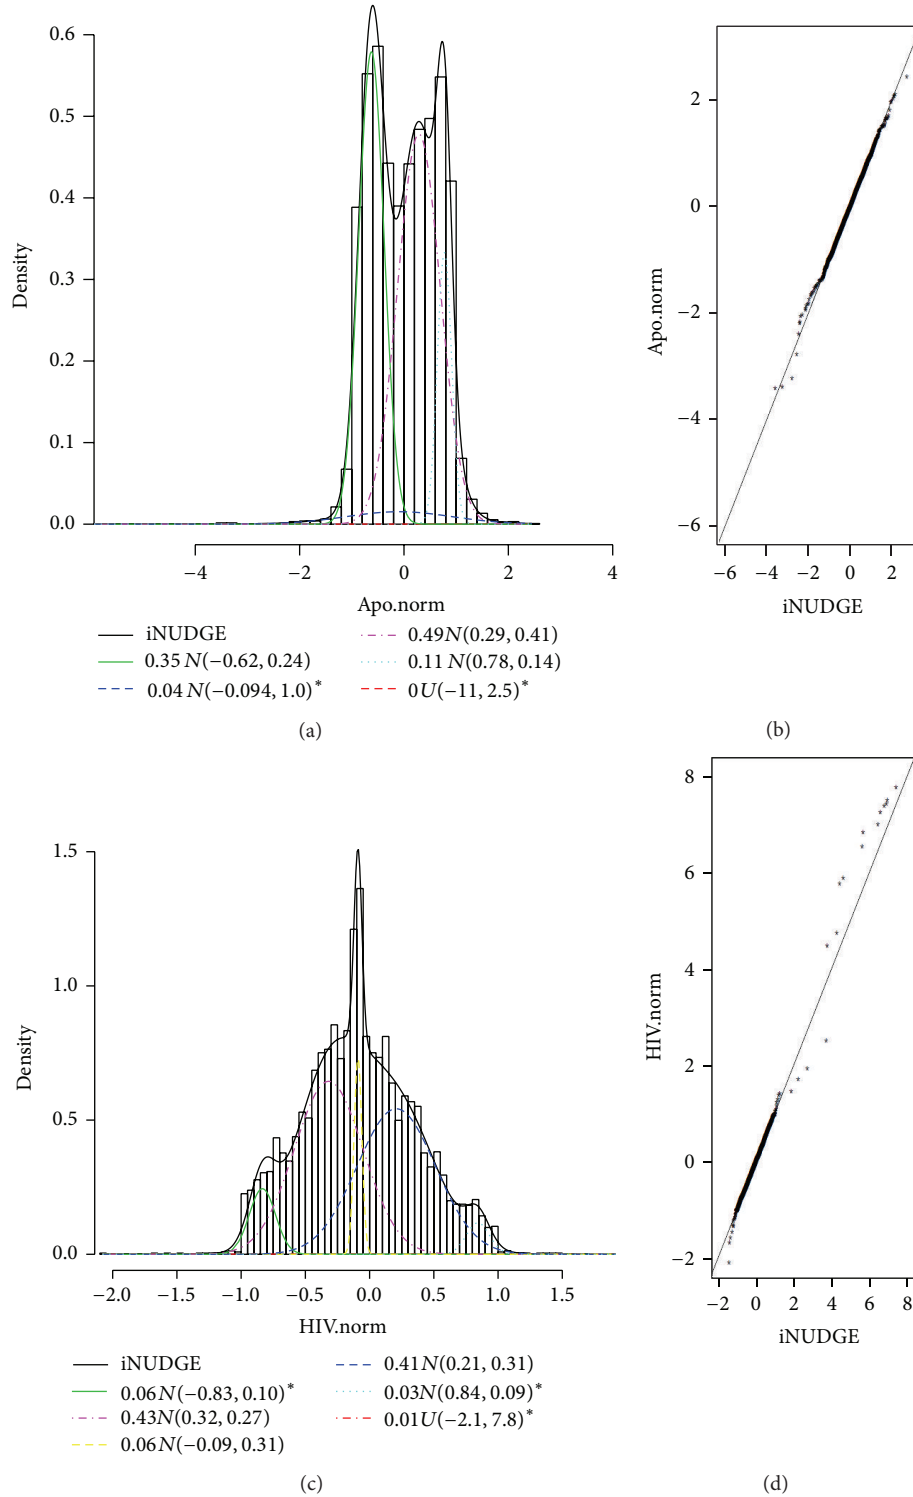 0.6
0.5
0.4
0.3
0.2
0.1
0.0
Density
−4 −2 0 2 4
Apo.norm
iNUDGE
0.35 N(−0.62, 0.24)
0.04 N(−0.094, 1.0)*
0.49N(0.29, 0.41)
0.11 N(0.78, 0.14)
0U(−11, 2.5)*
(a)
2
0
−2
−4
−6
Apo.norm
−6 −4 −2 0 2
iNUDGE
(b)
1.5
1.0
0.5
0.0
Density
−2.0 −1.5 −1.0 −0.5 0.0 0.5 1.0 1.5
HIV.norm
iNUDGE
0.06N(−0.83, 0.10)*
0.43N(0.32, 0.27)
0.06N(−0.09, 0.31)
0.41N(0.21, 0.31)
0.03N(0.84, 0.09)*
0.01U(−2.1, 7.8)*
(c)
8
6
4
2
0
−2
HIV.norm
−2 0 2 4 6 8
iNUDGE
(d)